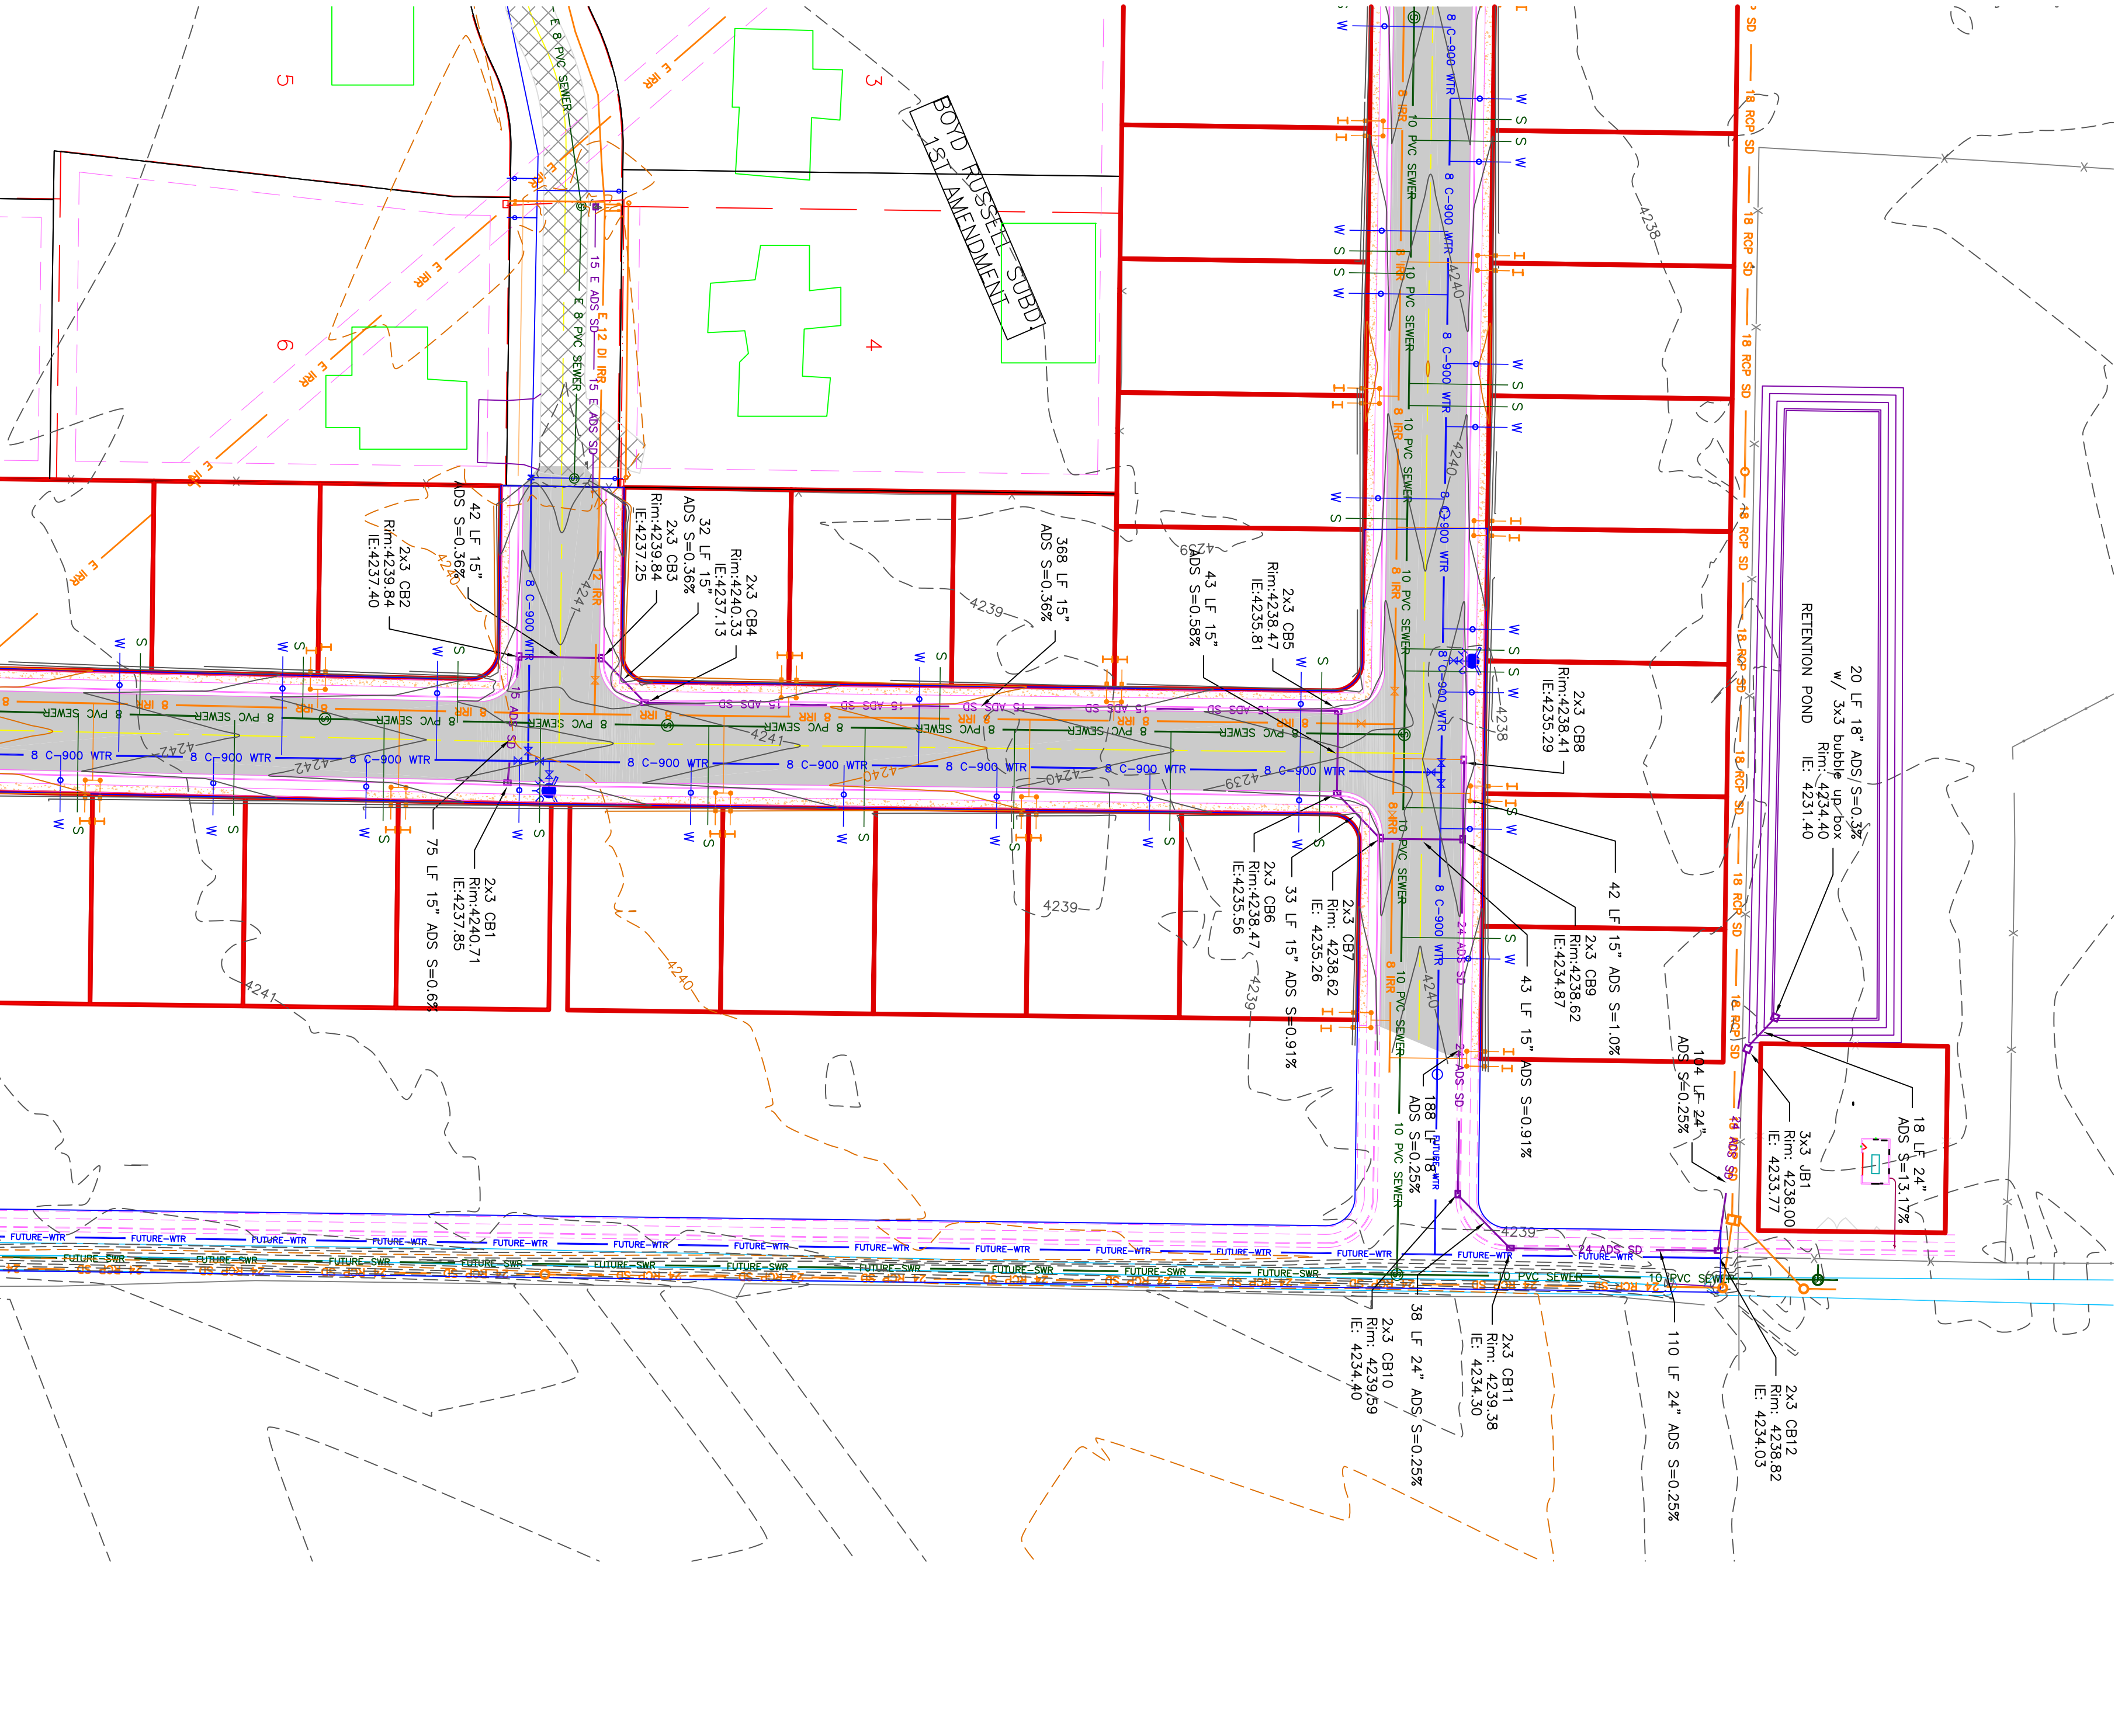 BOYD RUSSELL SUBD.
1ST AMENDMENT
3
4
5
6
RETENTION POND
20 LF 18" ADS S=0.3%
w/ 3x3 bubble up box
Rim: 4234.40
IE: 4231.40
18 LF 24"
ADS S=13.17%
3x3 JB1
Rim: 4238.00
IE: 4233.77
104 LF 24"
ADS S=0.25%
2x3 CB12
Rim: 4238.82
IE: 4234.03
110 LF 24" ADS S=0.25%
2x3 CB11
Rim: 4239.38
IE: 4234.30
38 LF 24" ADS S=0.25%
2x3 CB10
Rim: 4239.59
IE: 4234.40
188 LF 18"
ADS S=0.25%
2x3 CB8
Rim:4238.41
IE:4235.29
42 LF 15" ADS S=1.0%
2x3 CB9
Rim:4238.62
IE:4234.87
43 LF 15" ADS S=0.91%
2x3 CB7
Rim: 4238.62
IE: 4235.26
33 LF 15" ADS S=0.91%
2x3 CB6
Rim:4238.47
IE:4235.56
2x3 CB5
Rim:4238.47
IE:4235.81
43 LF 15"
ADS S=0.58%
368 LF 15"
ADS S=0.36%
2x3 CB4
Rim:4240.33
IE:4237.13
32 LF 15"
ADS S=0.36%
2x3 CB3
Rim:4239.84
IE:4237.25
42 LF 15"
ADS S=0.36%
2x3 CB2
Rim:4239.84
IE:4237.40
2x3 CB1
Rim:4240.71
IE:4237.85
75 LF 15" ADS S=0.6%
18 RCP SD
8 C-900 WTR
10 PVC SEWER
8 IRR
8 PVC SEWER
15 ADS SD
24 ADS SD
12 IRR
E 12 DI IRR
15 E ADS SD
E 8 PVC SEWER
E IRR
FUTURE-WTR
FUTURE-SWR
24 RCP SD
4238
4239
4240
4241
4242
W
S
I